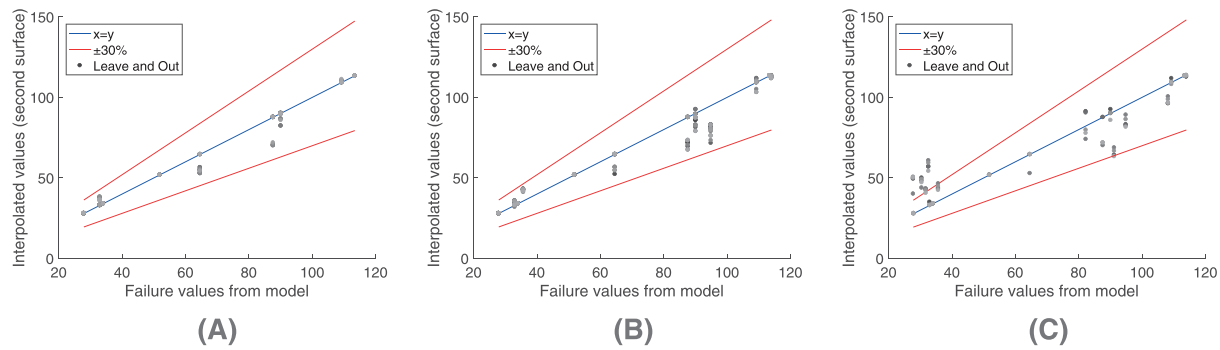 150
100
50
0
20
40
60
80
100
120
Interpolated values (second surface)
Failure values from model
x=y
±30%
Leave and Out
(A)
150
100
50
0
20
40
60
80
100
120
Interpolated values (second surface)
Failure values from model
x=y
±30%
Leave and Out
(B)
150
100
50
0
20
40
60
80
100
120
Interpolated values (second surface)
Failure values from model
x=y
±30%
Leave and Out
(C)